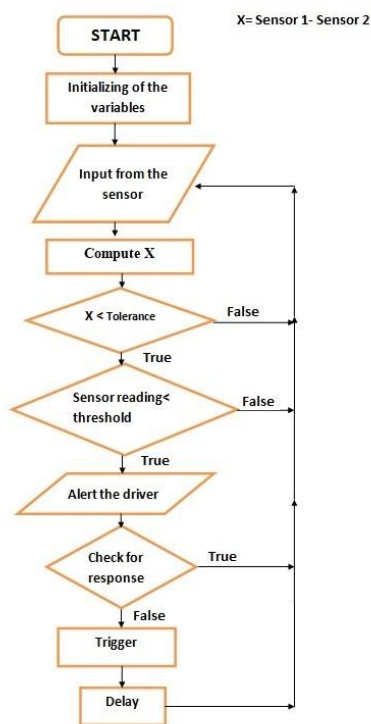 START
X= Sensor 1- Sensor 2
Initializing of the
variables
Input from the
sensor
Compute X
X < Tolerance
False
True
Sensor reading<
threshold
False
True
Alert the driver
Check for
response
True
False
Trigger
Delay